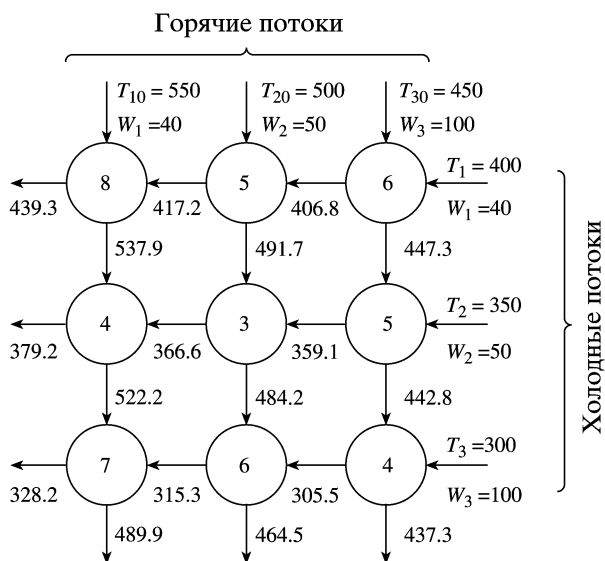 Горячие потоки
T₁₀ = 550 T₂₀ = 500 T₃₀ = 450
W₁ =40 W₂ =50 W₃ =100
8 5 6 T₁ = 400
439.3 417.2 406.8 W₁ =40
537.9 491.7 447.3
4 3 5 T₂ = 350
379.2 366.6 359.1 W₂ =50
522.2 484.2 442.8
7 6 4 T₃ =300
328.2 315.3 305.5 W₃ =100
489.9 464.5 437.3
Холодные потоки